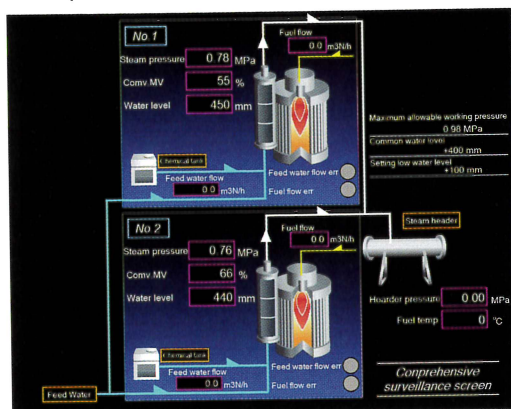 No.1
Fuel flow
0.0 m3N/h
Steam pressure 0.78 MPa
Comv.MV 55 %
Water level 450 mm
Chemical tank
Feed water flow
0.0 m3N/h
Feed water flow err
Fuel flow err
Maximum allowable working pressure
0.98 MPa
Common water level
+400 mm
Setting low water level
+100 mm
No 2
Fuel flow
0.0 m3N/h
Steam pressure 0.76 MPa
Comv.MV 66 %
Water level 440 mm
Chemical tank
Feed water flow
0.0 m3N/h
Feed water flow err
Fuel flow err
Steam header
Hearder pressure 0.00 MPa
Fuel temp 0 °C
Feed Water
Conprehensive
surveillance screen